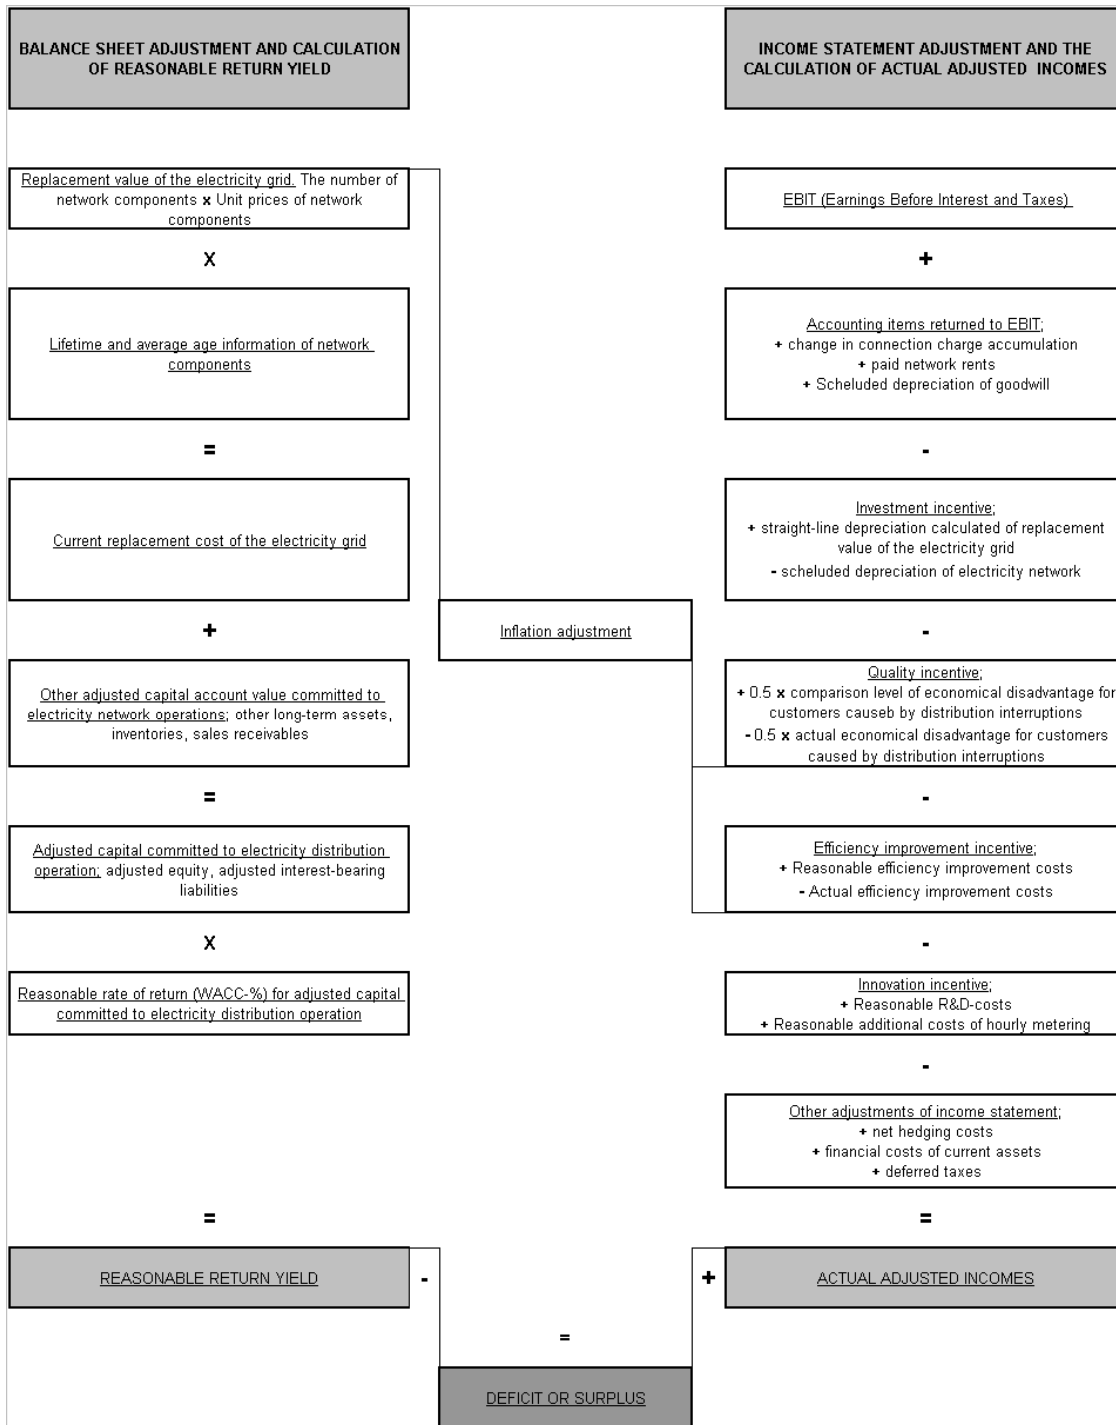 BALANCE SHEET ADJUSTMENT AND CALCULATION
OF REASONABLE RETURN YIELD
Replacement value of the electricity grid. The number of
network components x Unit prices of network
components
X
Lifetime and average age information of network
components
=
Current replacement cost of the electricity grid
+
Other adjusted capital account value committed to
electricity network operations; other long-term assets,
inventories, sales receivables
=
Adjusted capital committed to electricity distribution
operation; adjusted equity, adjusted interest-bearing
liabilities
X
Reasonable rate of return (WACC-%) for adjusted capital
committed to electricity distribution operation
=
REASONABLE RETURN YIELD
-
Inflation adjustment
INCOME STATEMENT ADJUSTMENT AND THE
CALCULATION OF ACTUAL ADJUSTED INCOMES
EBIT (Earnings Before Interest and Taxes)
+
Accounting items returned to EBIT;
+ change in connection charge accumulation
+ paid network rents
+ Scheluded depreciation of goodwill
-
Investment incentive;
+ straight-line depreciation calculated of replacement
value of the electricity grid
- scheluded depreciation of electricity network
-
Quality incentive;
+ 0.5 x comparison level of economical disadvantage for
customers causeb by distribution interruptions
- 0.5 x actual economical disadvantage for customers
caused by distribution interruptions
-
Efficiency improvement incentive;
+ Reasonable efficiency improvement costs
- Actual efficiency improvement costs
-
Innovation incentive;
+ Reasonable R&D-costs
+ Reasonable additional costs of hourly metering
-
Other adjustments of income statement;
+ net hedging costs
+ financial costs of current assets
+ deferred taxes
=
+
ACTUAL ADJUSTED INCOMES
=
DEFICIT OR SURPLUS